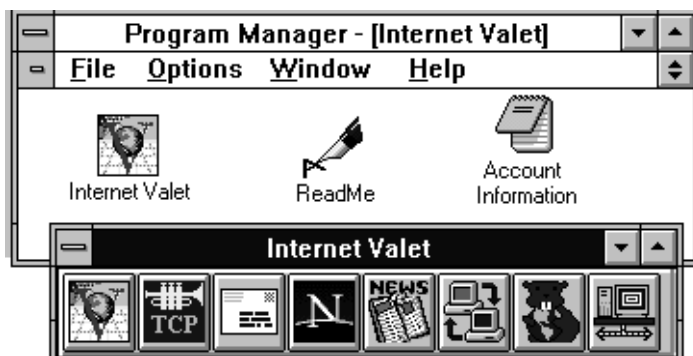 Program Manager - [Internet Valet]
File Options Window Help
Internet Valet
ReadMe
Account
Information
Internet Valet
TCP
N
NEWS